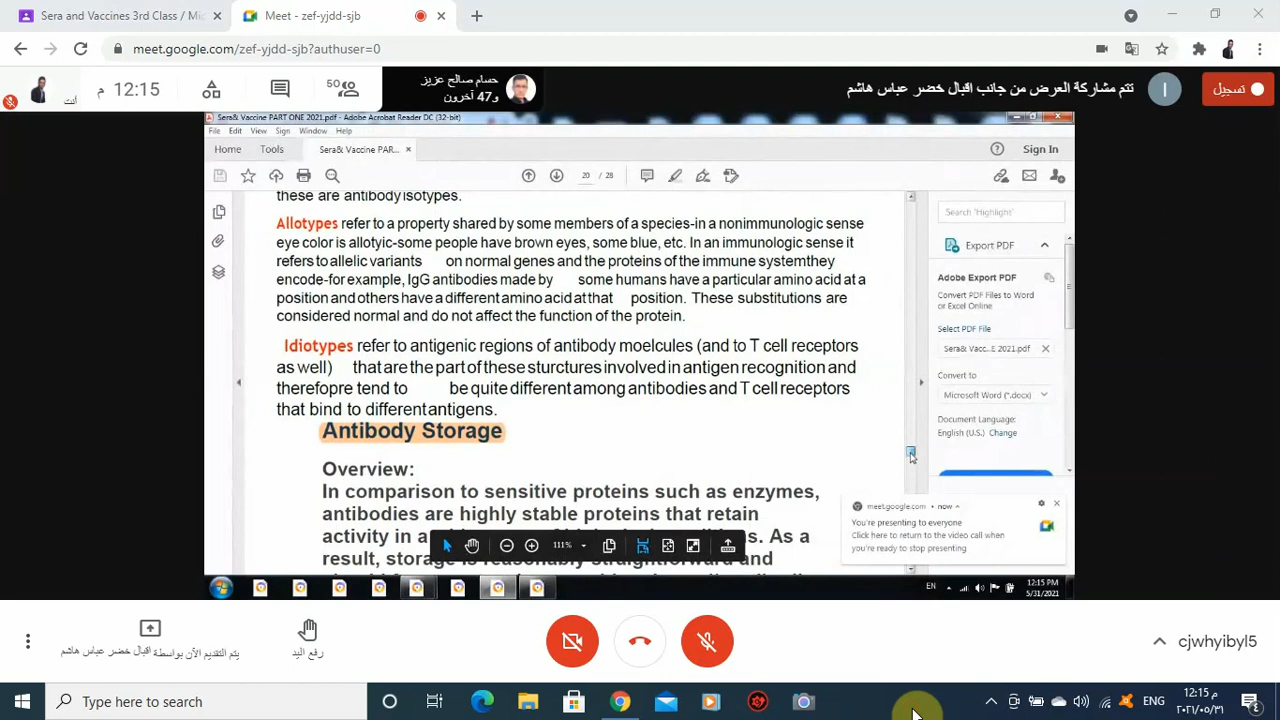 Sera and Vaccines 3rd Class / Mic
Meet - zef-yjdd-sjb
meet.google.com/zef-yjdd-sjb?authuser=0
أنت
12:15 م
50
حسام صالح عزيز
و47 آخرون
تتم مشاركة العرض من جانب اقبال خضر عباس هاشم
I
تسجيل
Sera& Vaccine PART ONE 2021.pdf - Adobe Acrobat Reader DC (32-bit)
File Edit View Sign Window Help
Home Tools Sera& Vaccine PAR...
Sign In
20 / 28
these are antibody isotypes.
Allotypes refer to a property shared by some members of a species-in a nonimmunologic sense
eye color is allotyic-some people have brown eyes, some blue, etc. In an immunologic sense it
refers to allelic variants on normal genes and the proteins of the immune systemthey
encode-for example, IgG antibodies made by some humans have a particular amino acid at a
position and others have a different amino acid at that position. These substitutions are
considered normal and do not affect the function of the protein.
Idiotypes refer to antigenic regions of antibody moelcules (and to T cell receptors
as well) that are the part of these sturctures involved in antigen recognition and
therefopre tend to be quite different among antibodies and T cell receptors
that bind to different antigens.
Antibody Storage
Overview:
In comparison to sensitive proteins such as enzymes,
antibodies are highly stable proteins that retain
activity in a
s. As a
result, storage is reasonably straightforward and
111%
Search 'Highlight'
Export PDF
Adobe Export PDF
Convert PDF Files to Word
or Excel Online
Select PDF File
Sera& Vacc...E 2021.pdf
Convert to
Microsoft Word (*.docx)
Document Language:
English (U.S.) Change
meet.google.com • now
You're presenting to everyone
Click here to return to the video call when
you're ready to stop presenting
EN
12:15 PM
5/31/2021
يتم التقديم الآن بواسطة اقبال خضر عباس هاشم
رفع اليد
cjwhyibyl5
Type here to search
ENG
12:15 م
٢٠٢١/٠٥/٣١